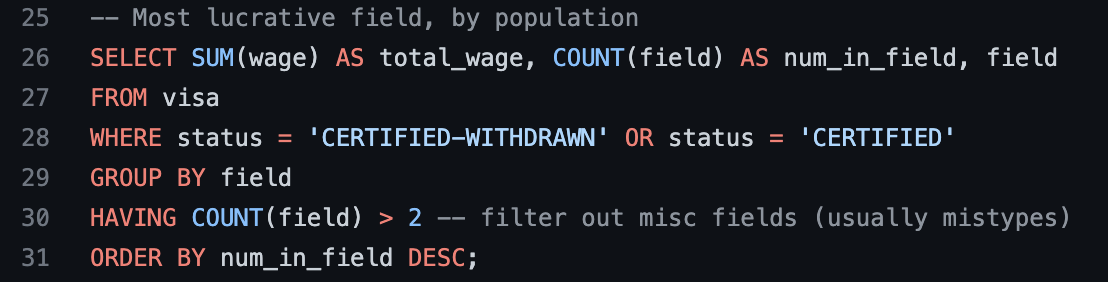 25 -- Most lucrative field, by population
26 SELECT SUM(wage) AS total_wage, COUNT(field) AS num_in_field, field
27 FROM visa
28 WHERE status = 'CERTIFIED-WITHDRAWN' OR status = 'CERTIFIED'
29 GROUP BY field
30 HAVING COUNT(field) > 2 -- filter out misc fields (usually mistypes)
31 ORDER BY num_in_field DESC;